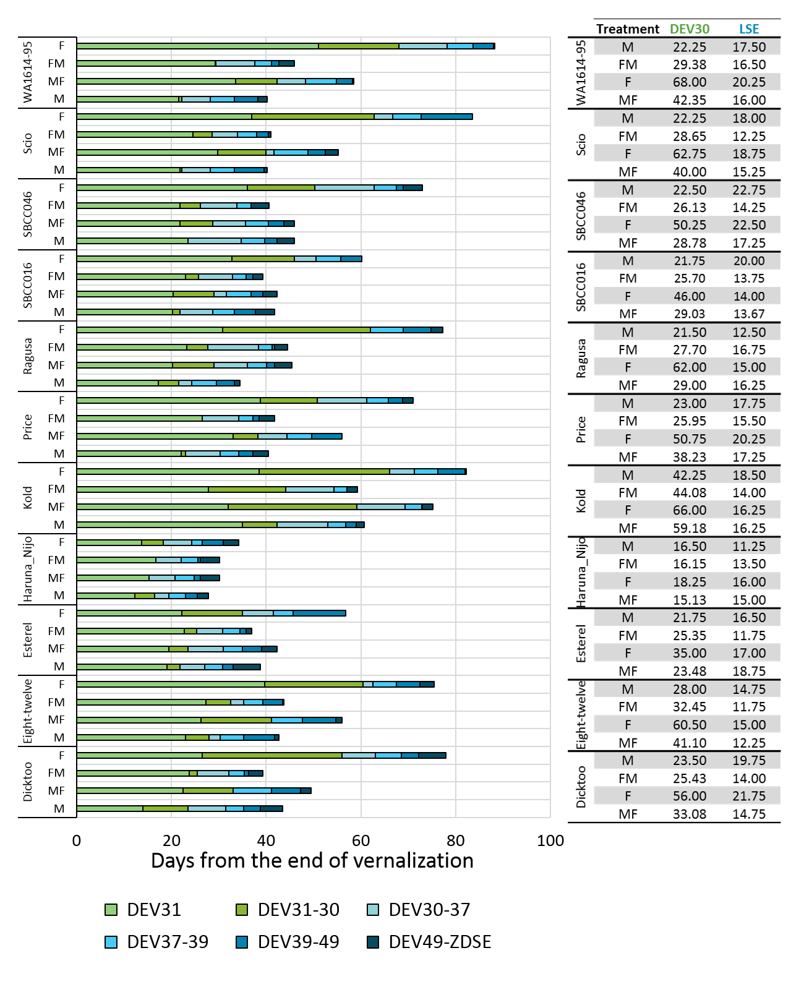 Treatment DEV30 LSE
WA1614-95 F WA1614-95 M 22.25 17.50
FM FM 29.38 16.50
MF F 68.00 20.25
M MF 42.35 16.00
Scio F Scio M 22.25 18.00
FM FM 28.65 12.25
MF F 62.75 18.75
M MF 40.00 15.25
SBCC046 F SBCC046 M 22.50 22.75
FM FM 26.13 14.25
MF F 50.25 22.50
M MF 28.78 17.25
SBCC016 F SBCC016 M 21.75 20.00
FM FM 25.70 13.75
MF F 46.00 14.00
M MF 29.03 13.67
Ragusa F Ragusa M 21.50 12.50
FM FM 27.70 16.75
MF F 62.00 15.00
M MF 29.00 16.25
Price F Price M 23.00 17.75
FM FM 25.95 15.50
MF F 50.75 20.25
M MF 38.23 17.25
Kold F Kold M 42.25 18.50
FM FM 44.08 14.00
MF F 66.00 16.25
M MF 59.18 16.25
Haruna_Nijo F Haruna_Nijo M 16.50 11.25
FM FM 16.15 13.50
MF F 18.25 16.00
M MF 15.13 15.00
Esterel F Esterel M 21.75 16.50
FM FM 25.35 11.75
MF F 35.00 17.00
M MF 23.48 18.75
Eight-twelve F Eight-twelve M 28.00 14.75
FM FM 32.45 11.75
MF F 60.50 15.00
M MF 41.10 12.25
Dicktoo F Dicktoo M 23.50 19.75
FM FM 25.43 14.00
MF F 56.00 21.75
M MF 33.08 14.75
0 20 40 60 80 100
Days from the end of vernalization
DEV31 DEV31-30 DEV30-37
DEV37-39 DEV39-49 DEV49-ZDSE